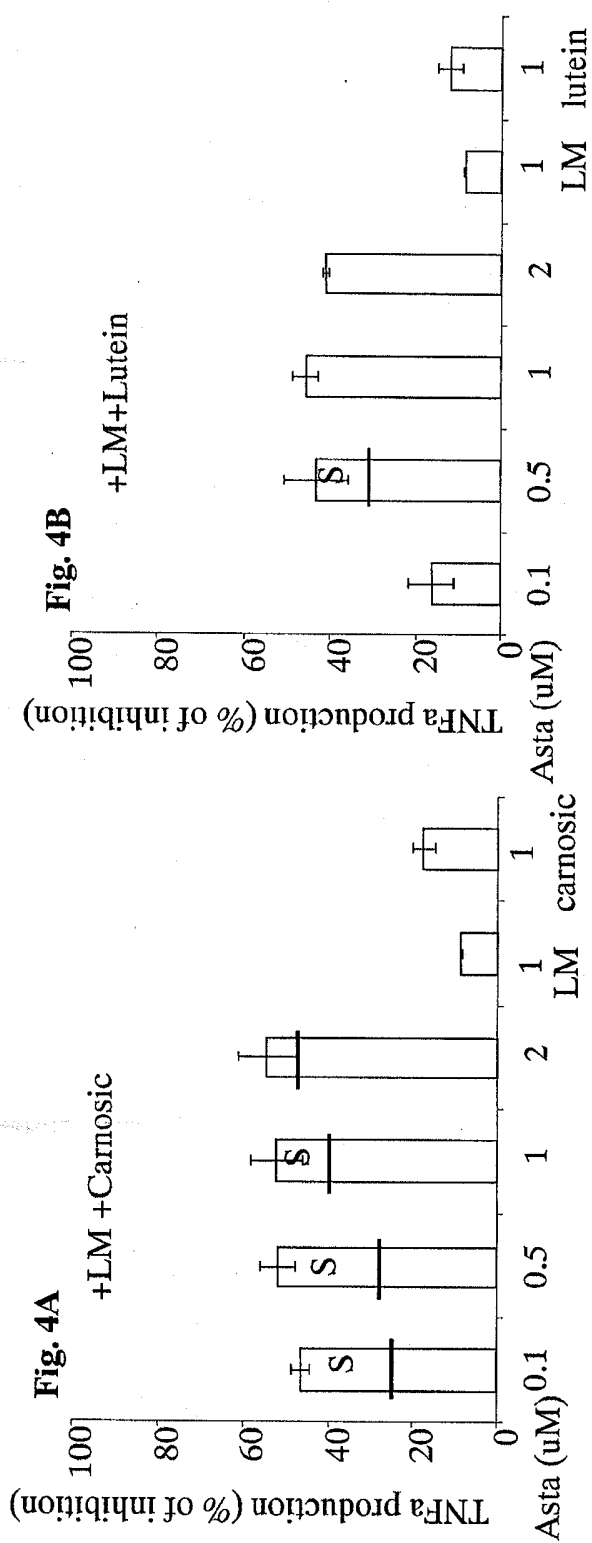 Fig. 4A
+LM +Carnosic
TNFa production (% of inhibition)
100
80
60
40
20
0
S
S
S
Asta (uM)
0.1 0.5 1 2 1 1
LM carnosic
Fig. 4B
+LM+Lutein
TNFa production (% of inhibition)
100
80
60
40
20
0
S
Asta (uM)
0.1 0.5 1 2 1 1
LM lutein